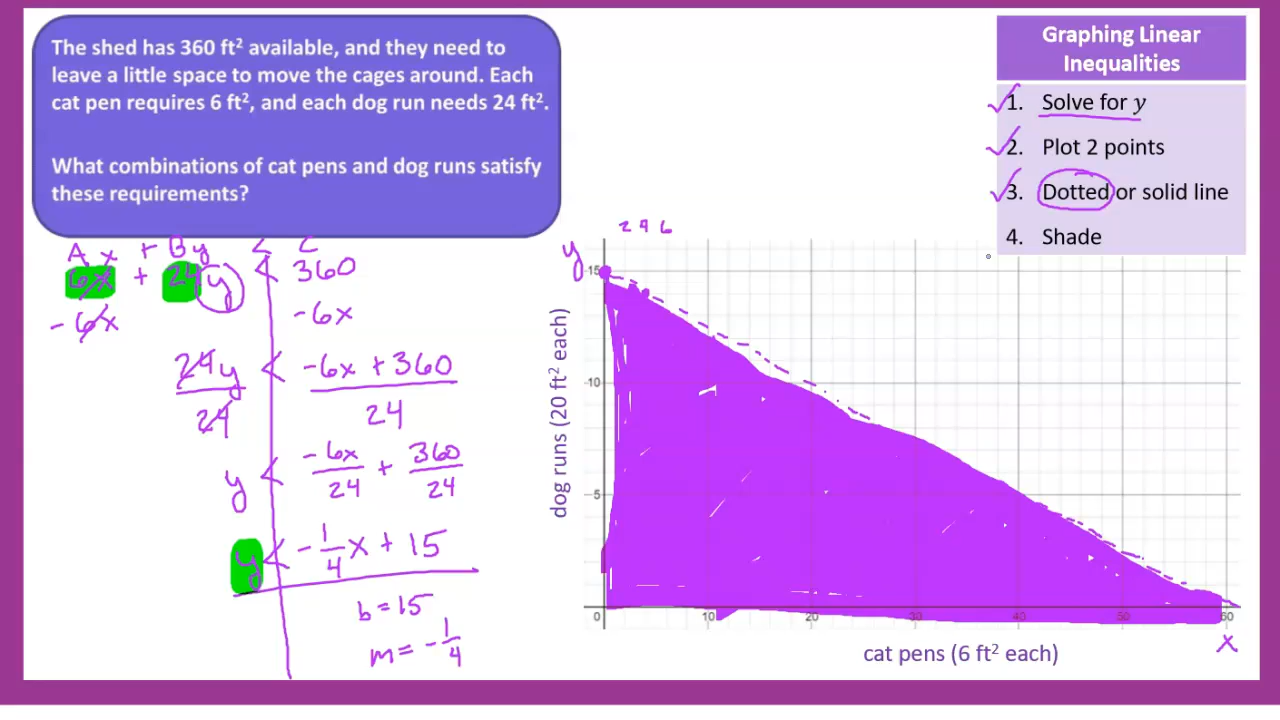 The shed has 360 ft² available, and they need to
leave a little space to move the cages around. Each
cat pen requires 6 ft², and each dog run needs 24 ft².
What combinations of cat pens and dog runs satisfy
these requirements?
Graphing Linear
Inequalities
1. Solve for y
2. Plot 2 points
3. Dotted or solid line
4. Shade
Ax + By < C
6x + 24y < 360
-6x -6x
24y < -6x + 360
24 24
y < -6x/24 + 360/24
y < -1/4x + 15
b = 15
m = -1/4
2 4 6
y
15
10
5
0 10 20 30 40 50 60
x
dog runs (20 ft² each)
cat pens (6 ft² each)